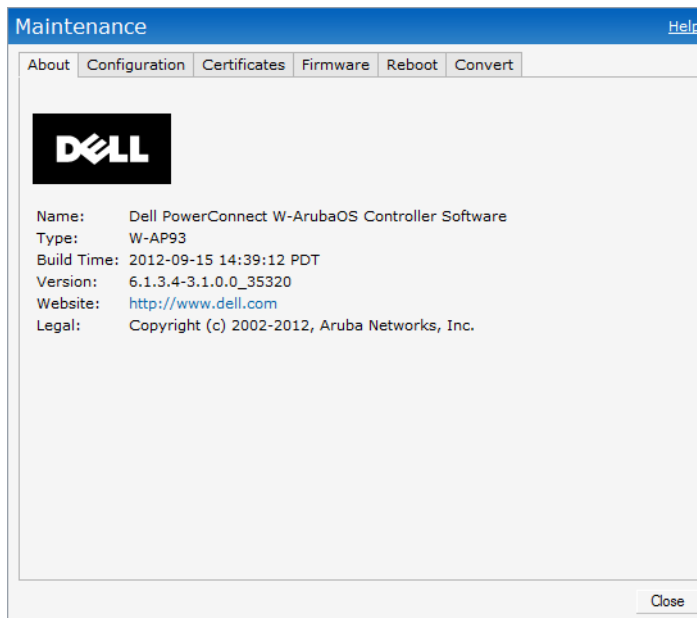 Maintenance
Help
About Configuration Certificates Firmware Reboot Convert
DELL
Name: Dell PowerConnect W-ArubaOS Controller Software
Type: W-AP93
Build Time: 2012-09-15 14:39:12 PDT
Version: 6.1.3.4-3.1.0.0_35320
Website: http://www.dell.com
Legal: Copyright (c) 2002-2012, Aruba Networks, Inc.
Close